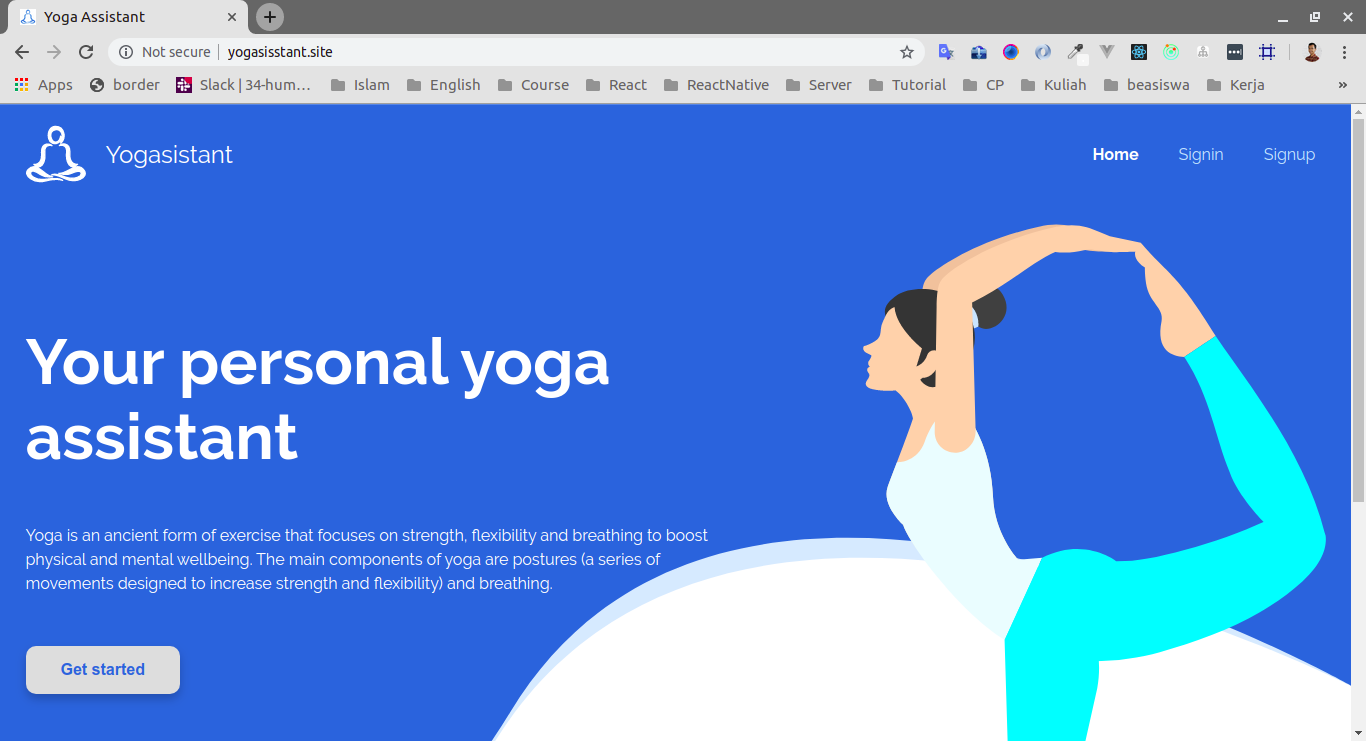 Yoga Assistant
Not secure yogasisstant.site
Apps border Slack | 34-hum... Islam English Course React ReactNative Server Tutorial CP Kuliah beasiswa Kerja »
Yogasistant Home Signin Signup
Your personal yoga
assistant
Yoga is an ancient form of exercise that focuses on strength, flexibility and breathing to boost
physical and mental wellbeing. The main components of yoga are postures (a series of
movements designed to increase strength and flexibility) and breathing.
Get started